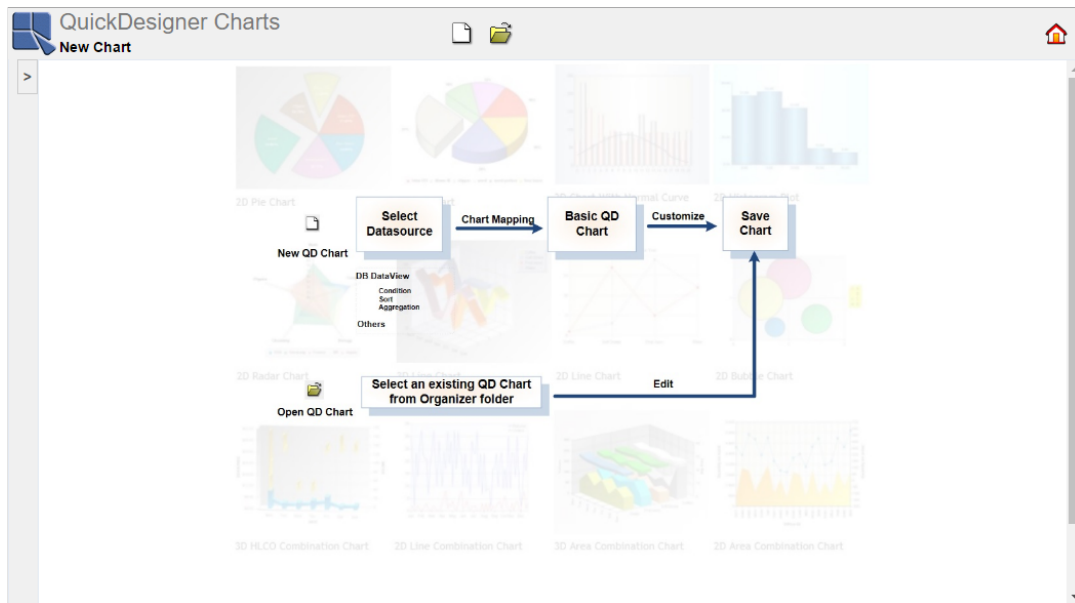 QuickDesigner Charts
New Chart
>
2D Pie Chart
Select
Datasource
Chart Mapping
Basic QD
Chart
Customize
Save
Chart
New QD Chart
DB DataView
Condition
Sort
Aggregation
Others
2D Radar Chart
2D Line Chart
2D Bubble Chart
Select an existing QD Chart
from Organizer folder
Edit
Open QD Chart
3D HLCO Combination Chart
2D Line Combination Chart
3D Area Combination Chart
2D Area Combination Chart